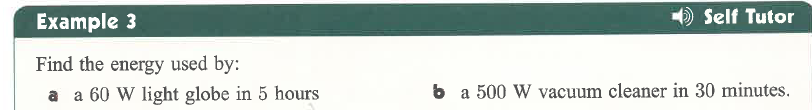 Example 3
Self Tutor
Find the energy used by:
a a 60 W light globe in 5 hours
b a 500 W vacuum cleaner in 30 minutes.